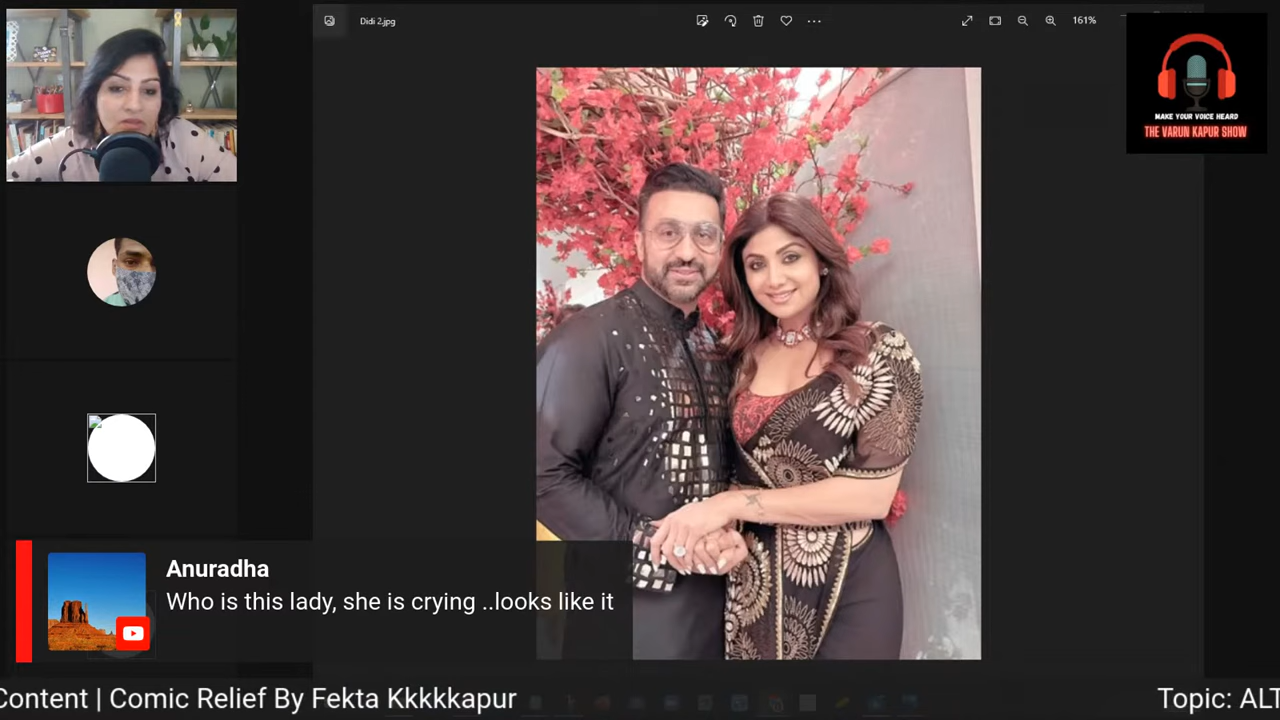 Didi 2.jpg
161%
MAKE YOUR VOICE HEARD
THE VARUN KAPUR SHOW
Anuradha
Who is this lady, she is crying ..looks like it
Content | Comic Relief By Fekta Kkkkkapur
Topic: ALT